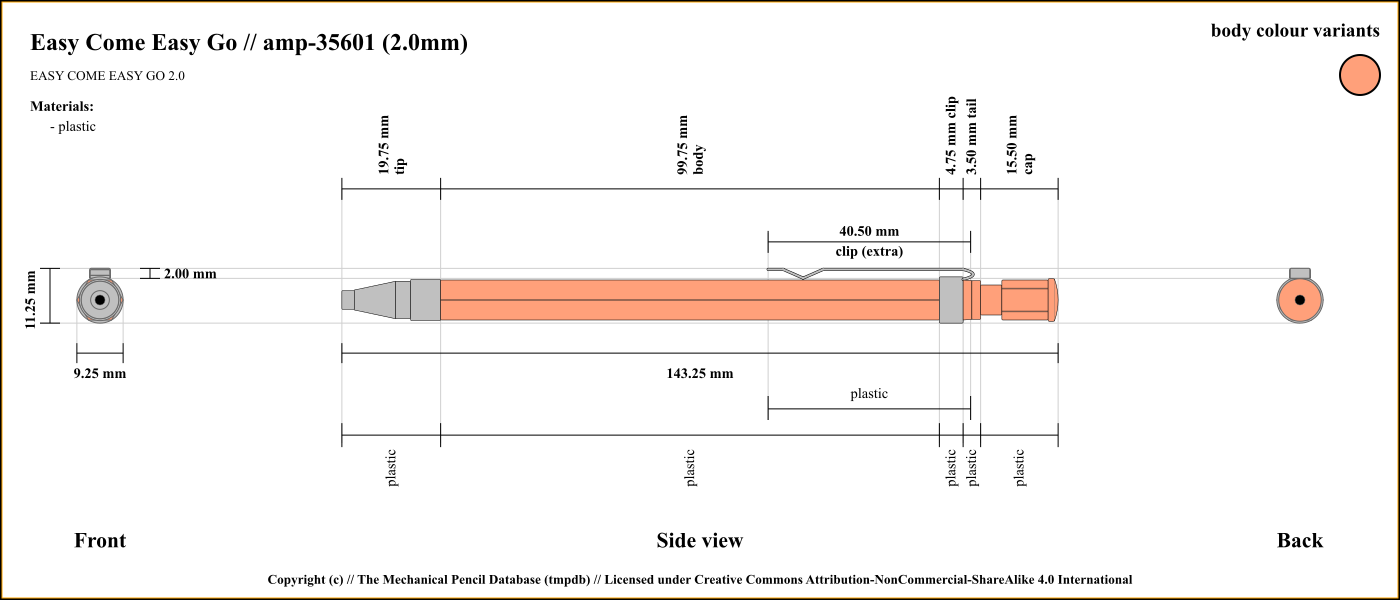 Easy Come Easy Go // amp-35601 (2.0mm)
body colour variants
EASY COME EASY GO 2.0
Materials:
- plastic
19.75 mm
tip
99.75 mm
body
4.75 mm clip
3.50 mm tail
15.50 mm
cap
40.50 mm
clip (extra)
2.00 mm
11.25 mm
9.25 mm
143.25 mm
plastic
plastic
plastic
plastic
plastic
plastic
Front
Side view
Back
Copyright (c) // The Mechanical Pencil Database (tmpdb) // Licensed under Creative Commons Attribution-NonCommercial-ShareAlike 4.0 International